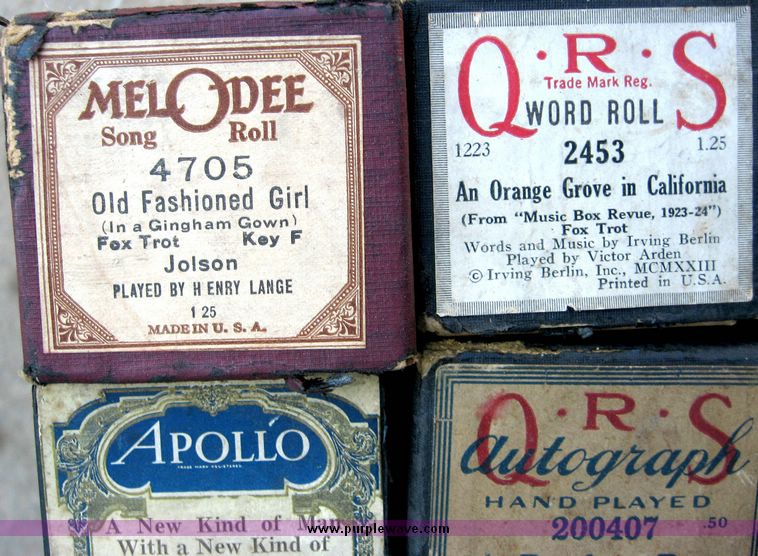 MELODEE
Song Roll
4705
Old Fashioned Girl
(In a Gingham Gown)
Fox Trot Key F
Jolson
PLAYED BY HENRY LANGE
1 25
MADE IN U. S. A.
Q·R·S
Trade Mark Reg.
WORD ROLL
1223 2453 1.25
An Orange Grove in California
(From "Music Box Revue, 1923-24")
Fox Trot
Words and Music by Irving Berlin
Played by Victor Arden
© Irving Berlin, Inc., MCMXXIII
Printed in U.S.A.
APOLLO
TRADE MARK REGISTERED
A New Kind of
With a New Kind of
Q·R·S
Autograph
HAND PLAYED
200407 .50
www.purplewave.com